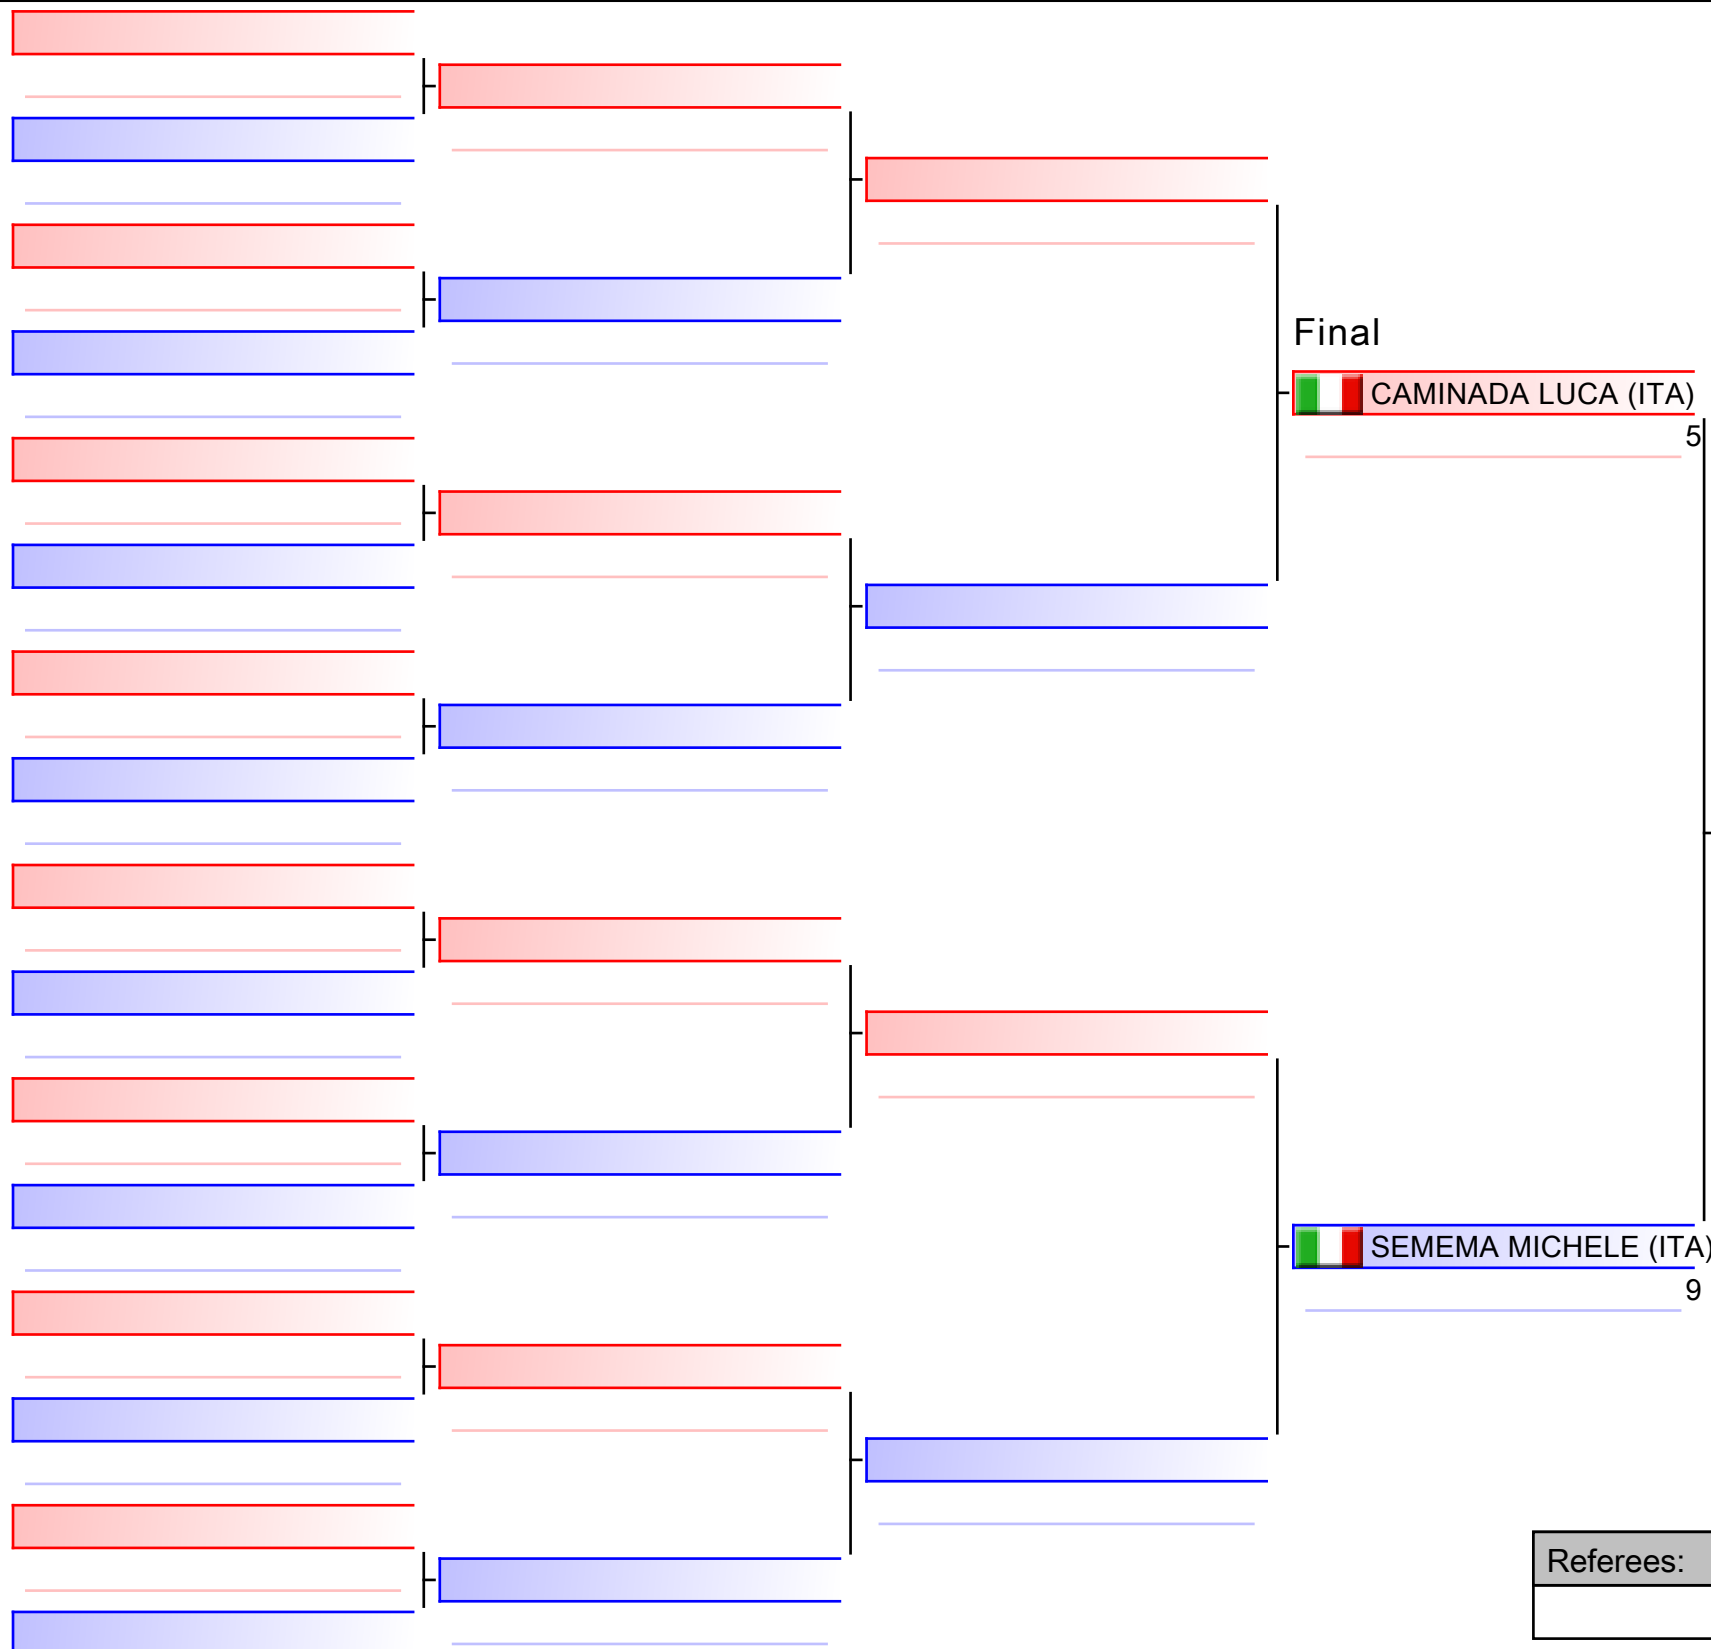 Final
CAMINADA LUCA (ITA)
5
SEMEMA MICHELE (ITA)
9
Referees: